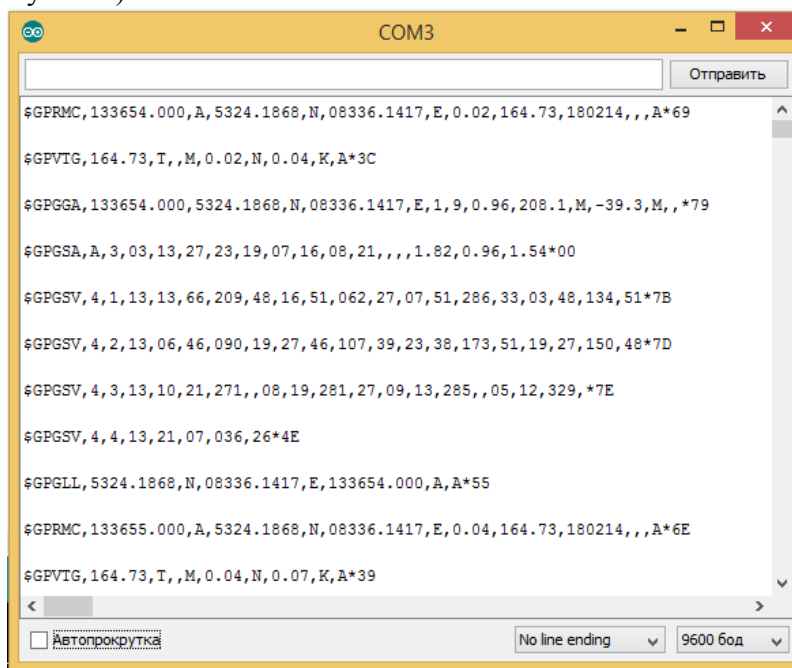 COM3
Отправить
$GPRMC,133654.000,A,5324.1868,N,08336.1417,E,0.02,164.73,180214,,,A*69
$GPVTG,164.73,T,,M,0.02,N,0.04,K,A*3C
$GPGGA,133654.000,5324.1868,N,08336.1417,E,1,9,0.96,208.1,M,-39.3,M,,*79
$GPGSA,A,3,03,13,27,23,19,07,16,08,21,,,,1.82,0.96,1.54*00
$GPGSV,4,1,13,13,66,209,48,16,51,062,27,07,51,286,33,03,48,134,51*7B
$GPGSV,4,2,13,06,46,090,19,27,46,107,39,23,38,173,51,19,27,150,48*7D
$GPGSV,4,3,13,10,21,271,,08,19,281,27,09,13,285,,05,12,329,*7E
$GPGSV,4,4,13,21,07,036,26*4E
$GPGLL,5324.1868,N,08336.1417,E,133654.000,A,A*55
$GPRMC,133655.000,A,5324.1868,N,08336.1417,E,0.04,164.73,180214,,,A*6E
$GPVTG,164.73,T,,M,0.04,N,0.07,K,A*39
Автопрокрутка
No line ending
9600 бод